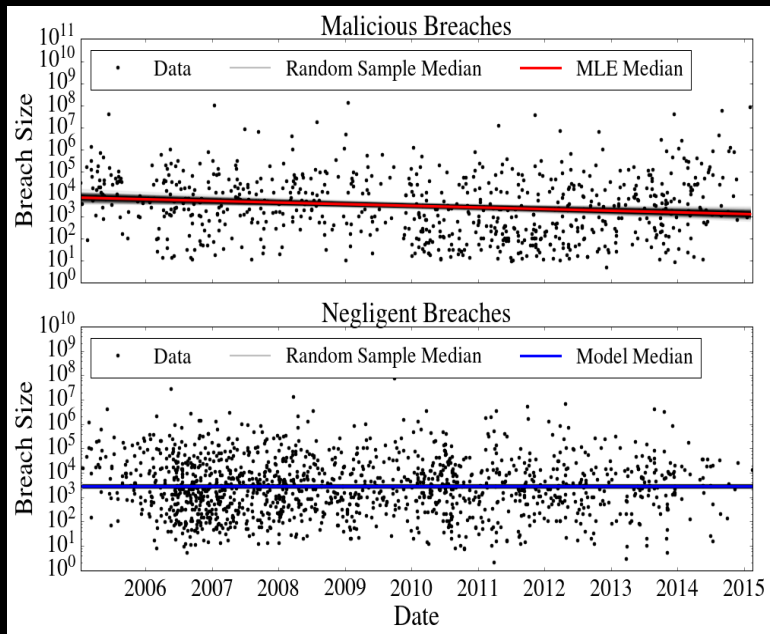 Malicious Breaches
10^11
10^10
10^9
10^8
10^7
10^6
10^5
10^4
10^3
10^2
10^1
10^0
Breach Size
Data Random Sample Median MLE Median
Negligent Breaches
10^10
10^9
10^8
10^7
10^6
10^5
10^4
10^3
10^2
10^1
10^0
Breach Size
Data Random Sample Median Model Median
2006 2007 2008 2009 2010 2011 2012 2013 2014 2015
Date